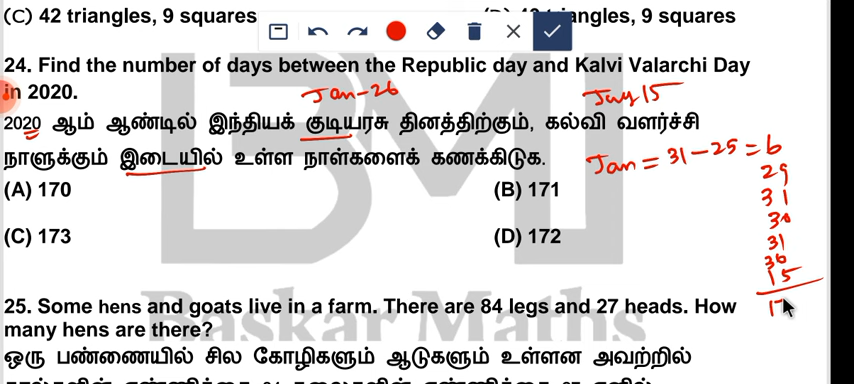 (C) 42 triangles, 9 squares angles, 9 squares
24. Find the number of days between the Republic day and Kalvi Valarchi Day
in 2020.
Jan-26 July 15
2020 ஆம் ஆண்டில் இந்தியக் குடியரசு தினத்திற்கும், கல்வி வளர்ச்சி
நாளுக்கும் இடையில் உள்ள நாள்களைக் கணக்கிடுக.
Jan = 31-25 = 6
29
31
30
31
30
15
17
(A) 170 (B) 171
(C) 173 (D) 172
Baskar Maths
25. Some hens and goats live in a farm. There are 84 legs and 27 heads. How
many hens are there?
ஒரு பண்ணையில் சில கோழிகளும் ஆடுகளும் உள்ளன அவற்றில்